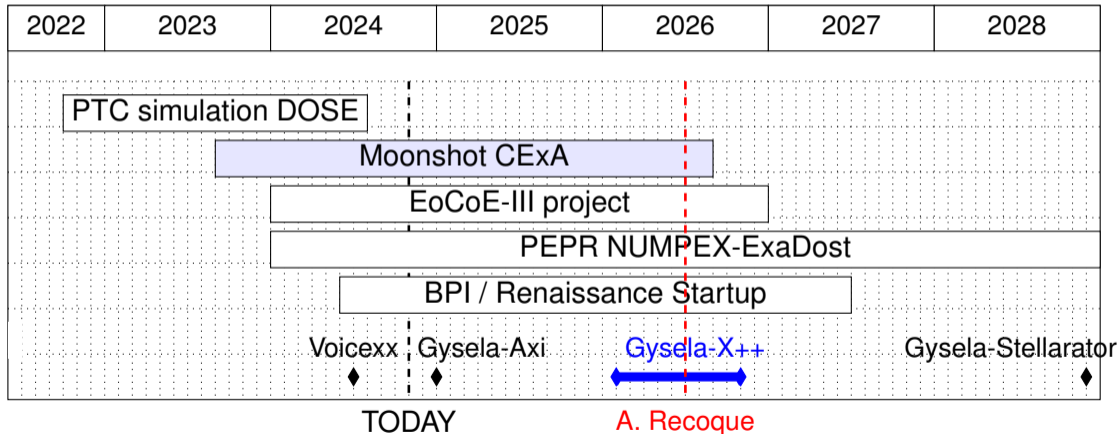 2022 2023 2024 2025 2026 2027 2028
PTC simulation DOSE
Moonshot CExA
EoCoE-III project
PEPR NUMPEX-ExaDost
BPI / Renaissance Startup
Voicexx Gysela-Axi Gysela-X++ Gysela-Stellarator
TODAY A. Recoque